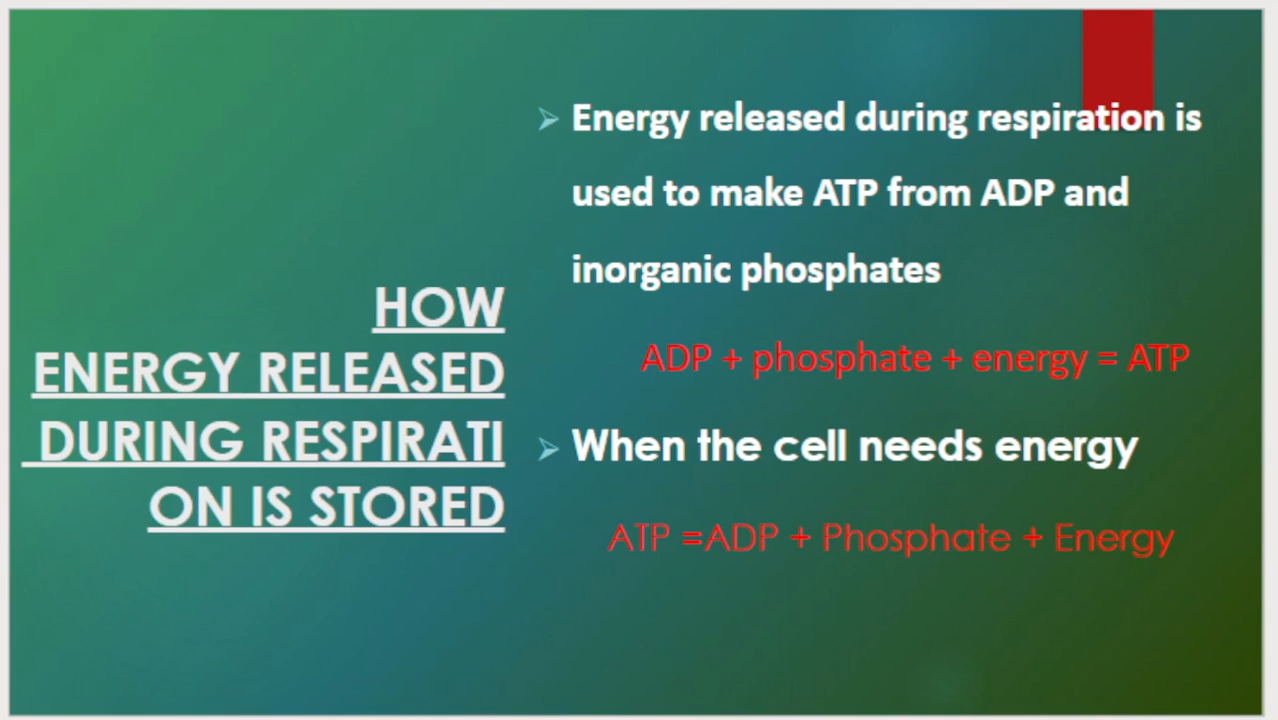 HOW
ENERGY RELEASED
DURING RESPIRATI
ON IS STORED
Energy released during respiration is
used to make ATP from ADP and
inorganic phosphates
ADP + phosphate + energy = ATP
When the cell needs energy
ATP =ADP + Phosphate + Energy